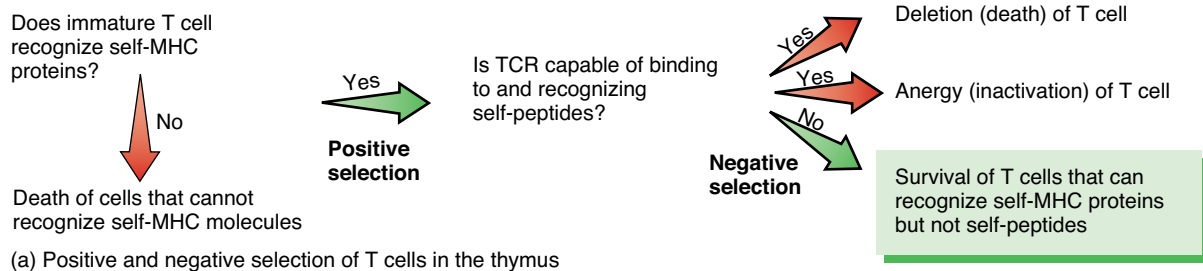 Does immature T cell
recognize self-MHC
proteins?
No
Death of cells that cannot
recognize self-MHC molecules
Yes
Positive
selection
Is TCR capable of binding
to and recognizing
self-peptides?
Negative
selection
Yes
Deletion (death) of T cell
Yes
Anergy (inactivation) of T cell
No
Survival of T cells that can
recognize self-MHC proteins
but not self-peptides
(a) Positive and negative selection of T cells in the thymus